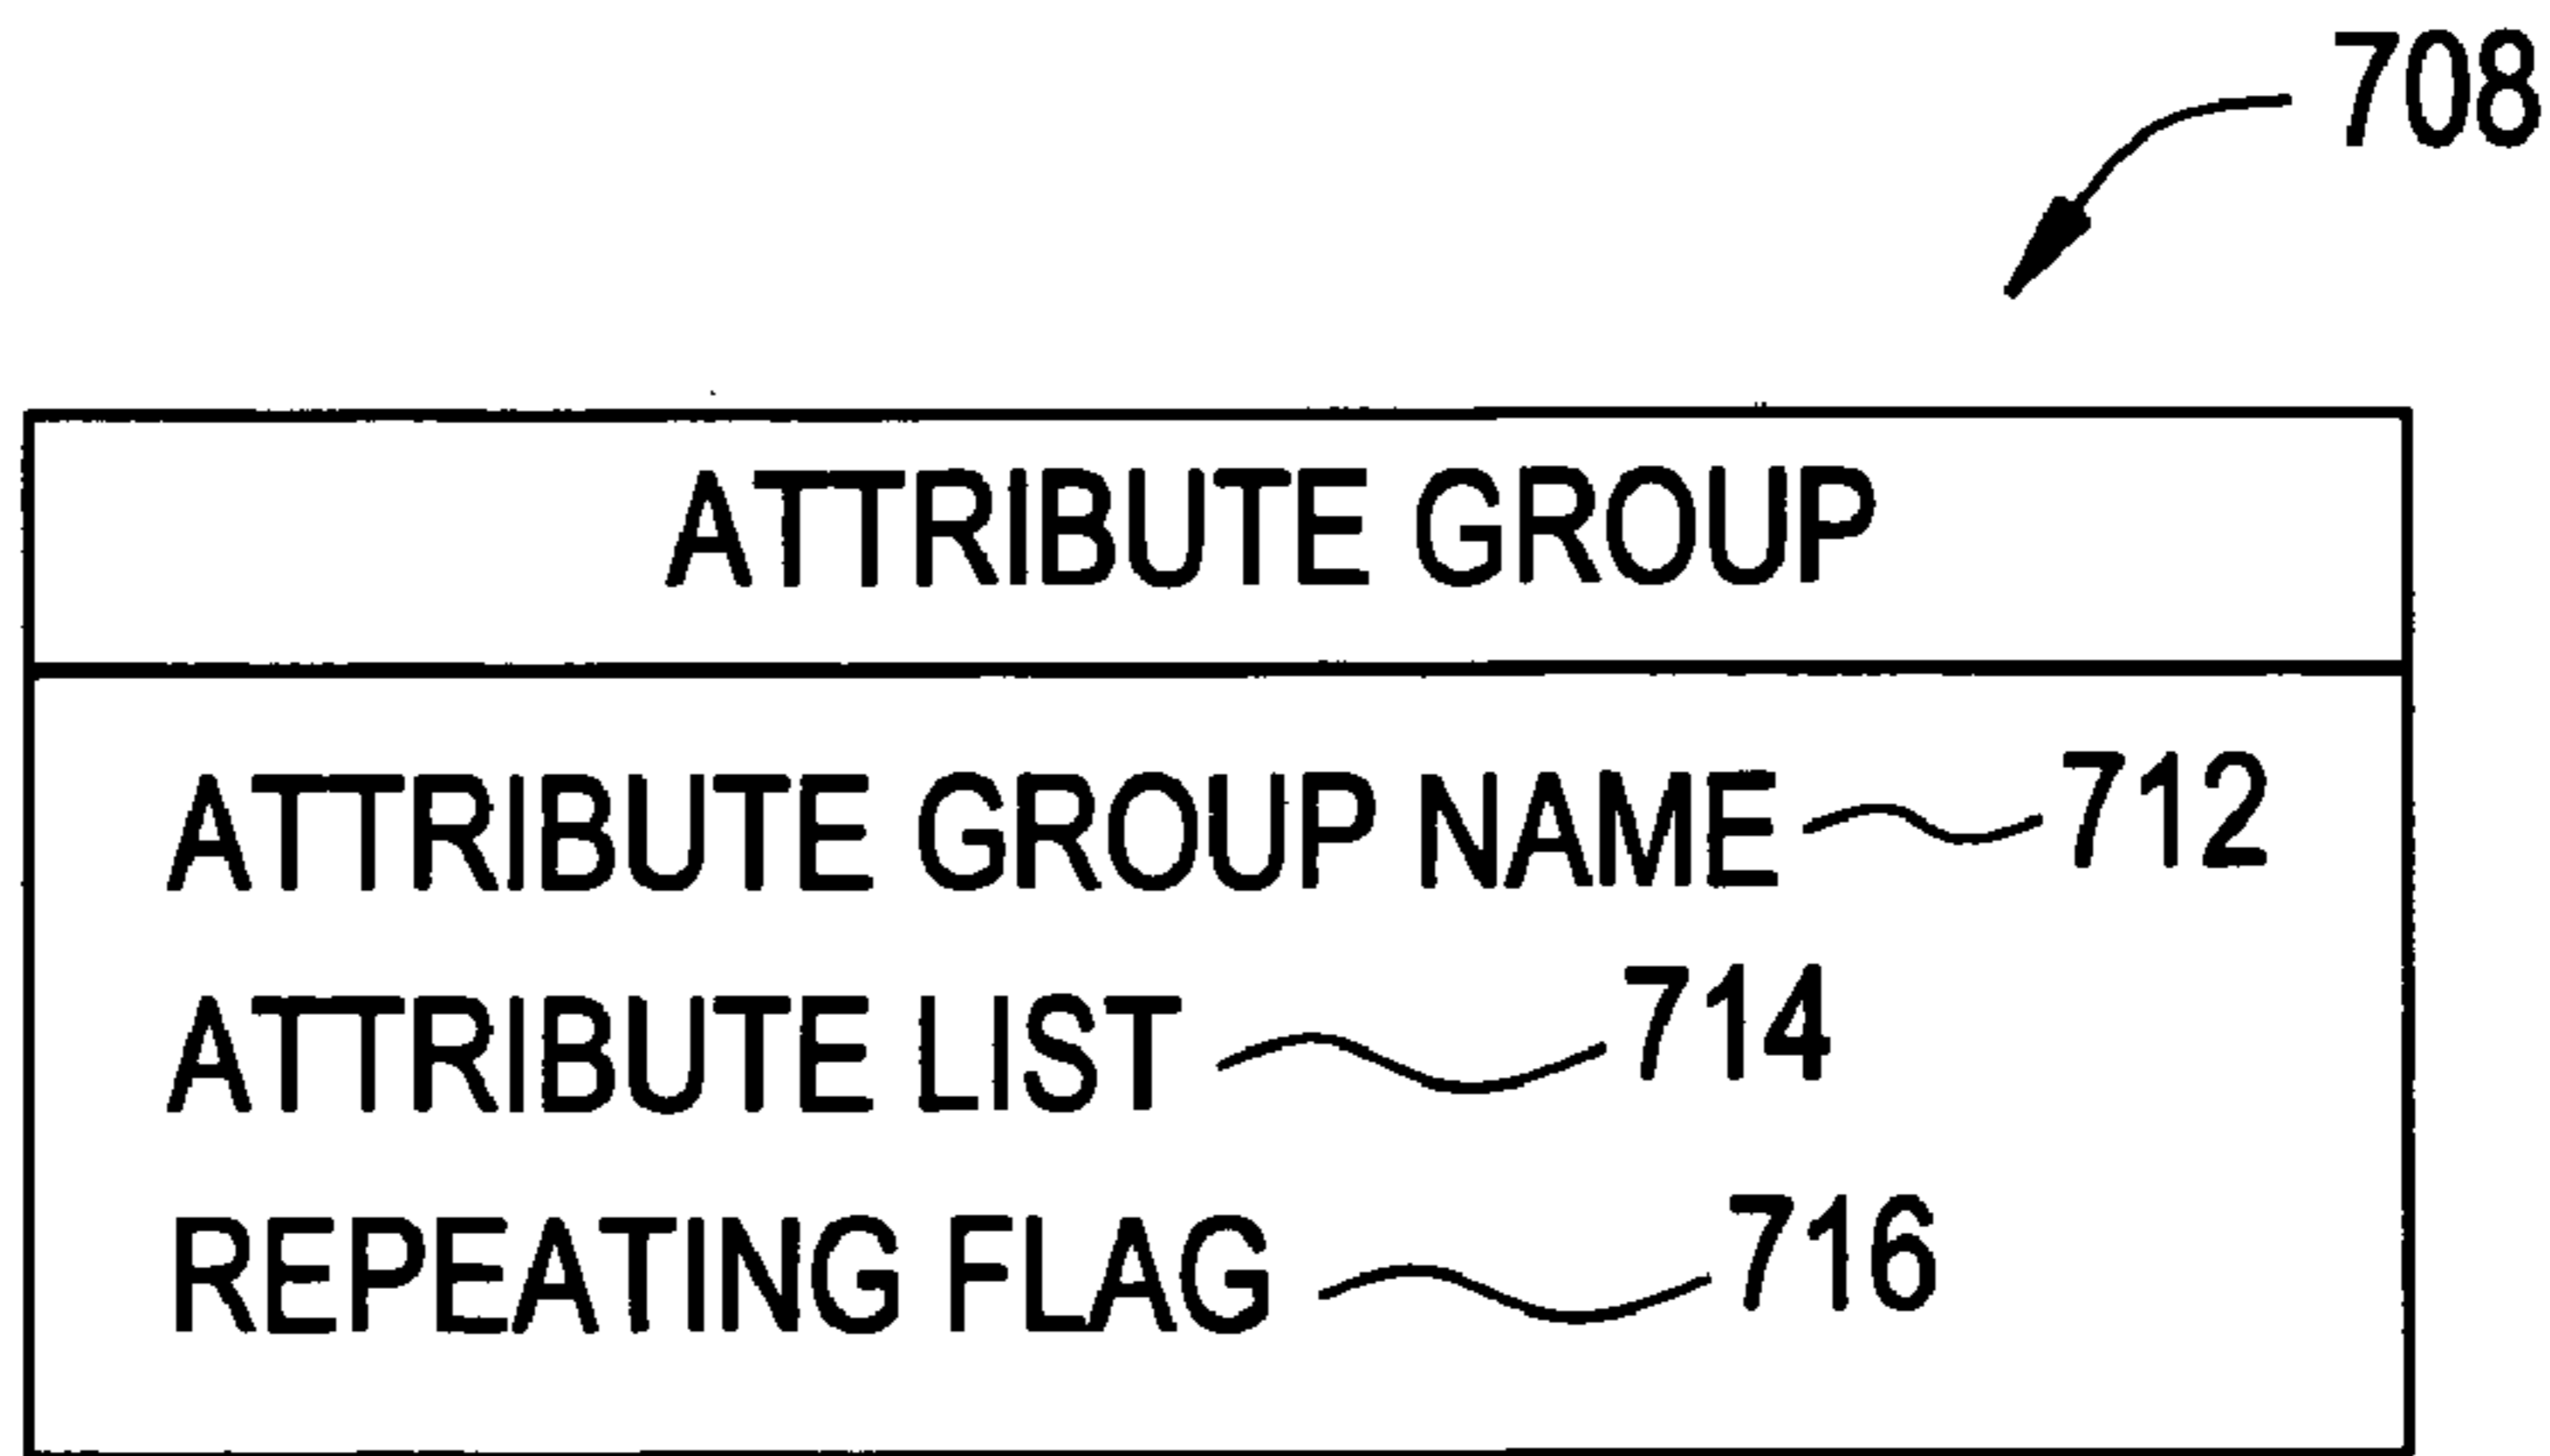 708
ATTRIBUTE GROUP
ATTRIBUTE GROUP NAME 712
ATTRIBUTE LIST 714
REPEATING FLAG 716